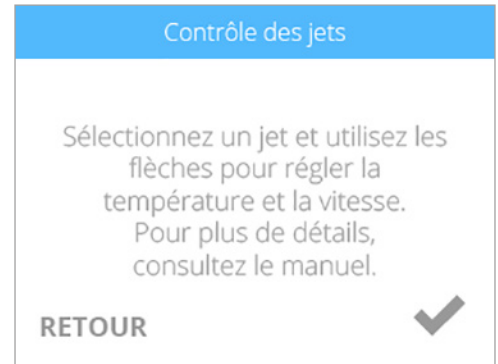 Contrôle des jets
Sélectionnez un jet et utilisez les
flèches pour régler la
température et la vitesse.
Pour plus de détails,
consultez le manuel.
RETOUR